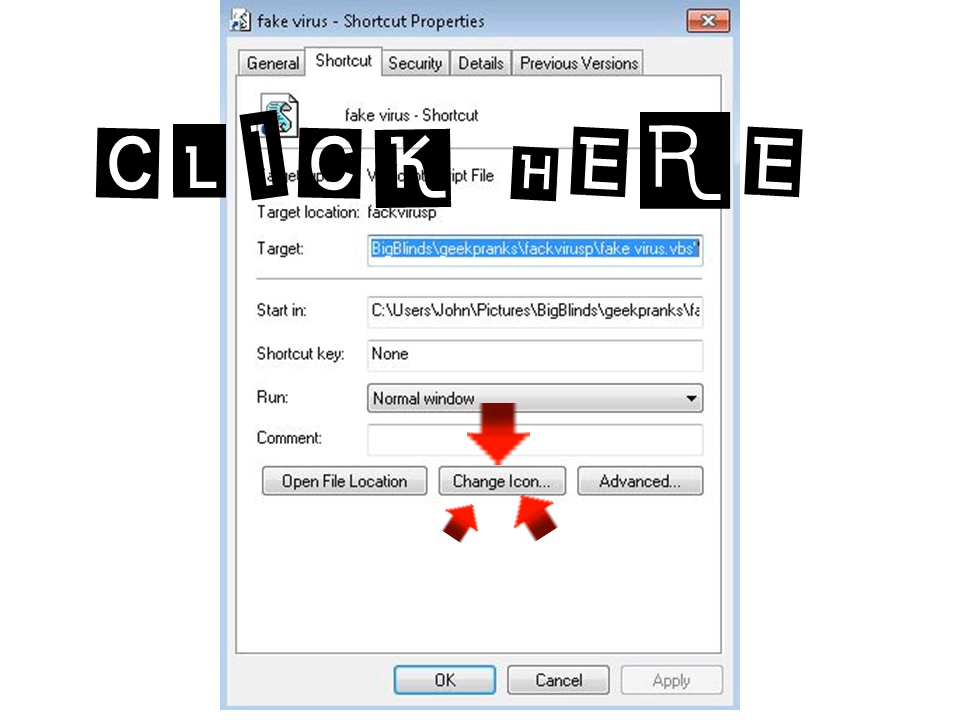 fake virus - Shortcut Properties
General Shortcut Security Details Previous Versions
fake virus - Shortcut
CLICK HERE
Target location: fackvirusp
Target: BigBlinds\geekpranks\fackvirusp\fake virus.vbs"
Start in: C:\Users\John\Pictures\BigBlinds\geekpranks\fa
Shortcut key: None
Run: Normal window
Comment:
Open File Location Change Icon... Advanced...
OK Cancel Apply